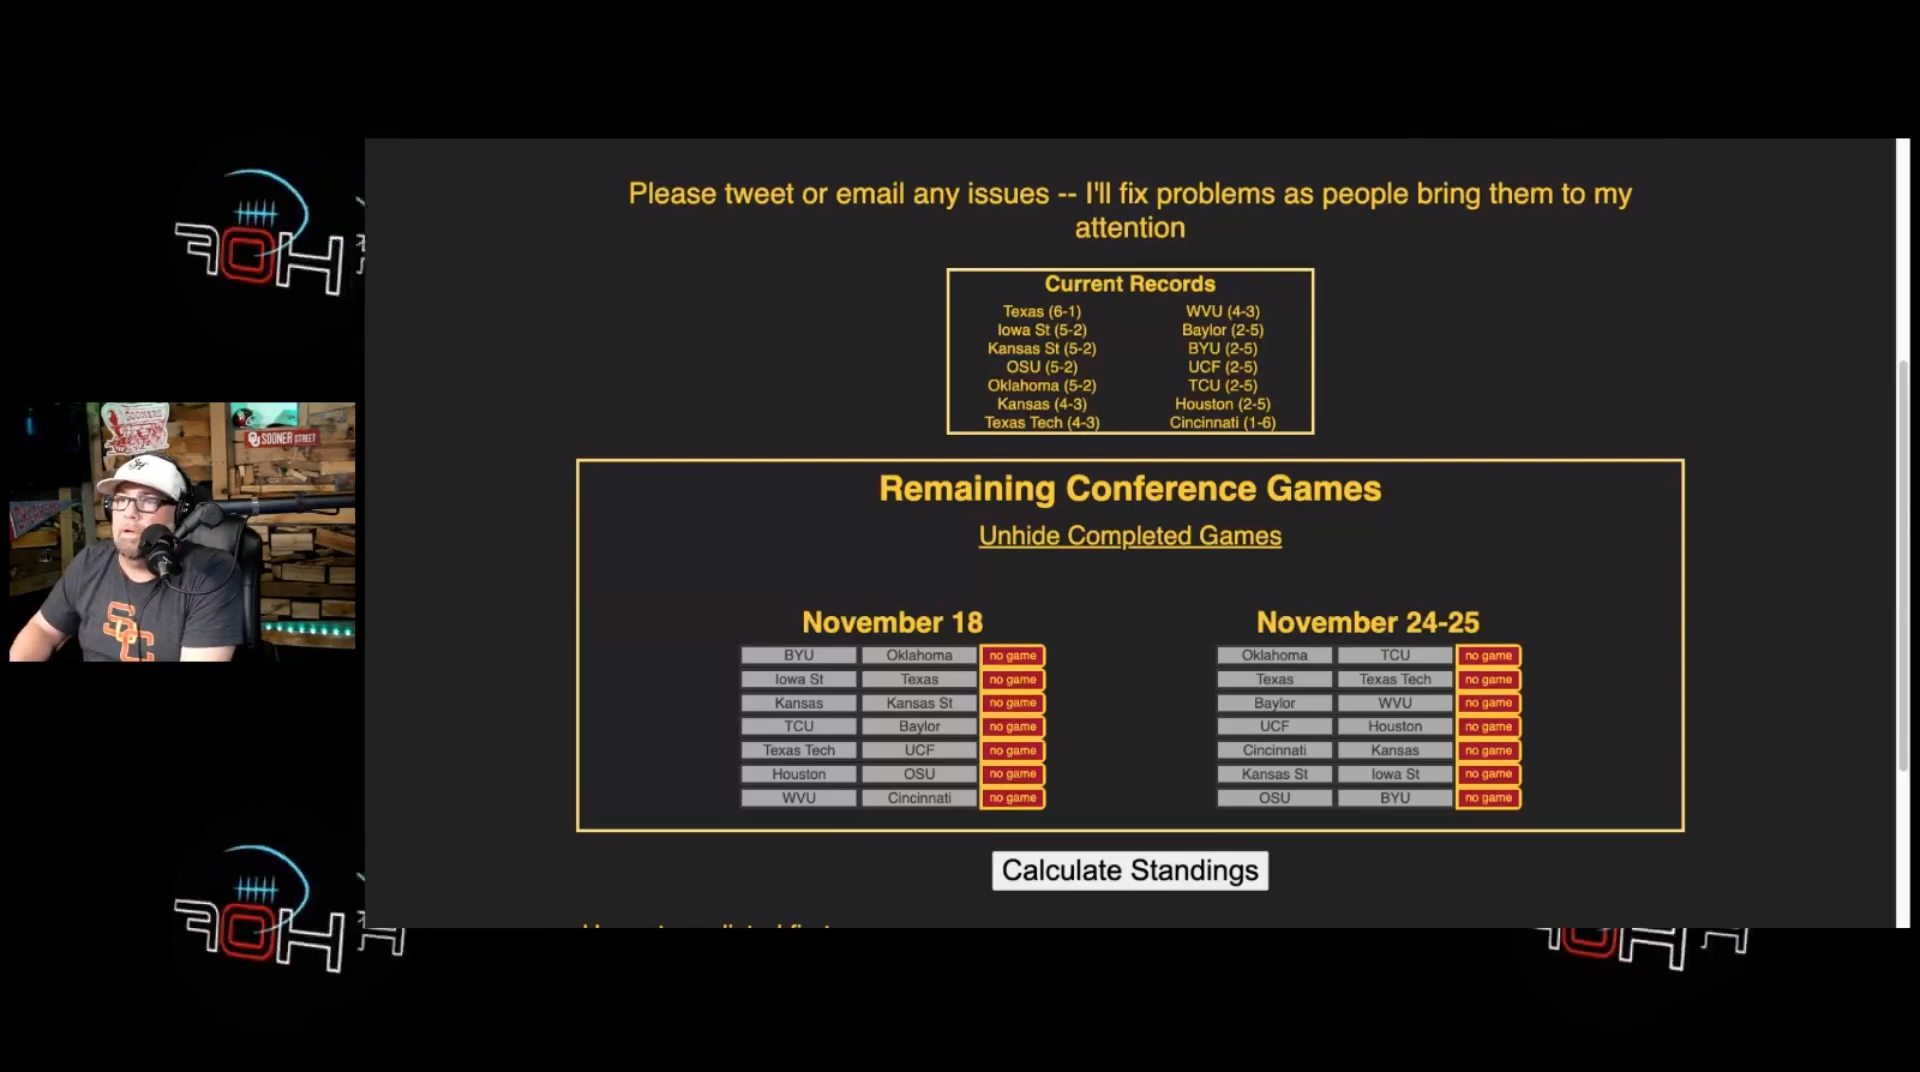 Please tweet or email any issues -- I'll fix problems as people bring them to my
attention
Current Records
Texas (6-1) WVU (4-3)
Iowa St (5-2) Baylor (2-5)
Kansas St (5-2) BYU (2-5)
OSU (5-2) UCF (2-5)
Oklahoma (5-2) TCU (2-5)
Kansas (4-3) Houston (2-5)
Texas Tech (4-3) Cincinnati (1-6)
Remaining Conference Games
Unhide Completed Games
November 18 November 24-25
BYU Oklahoma no game Oklahoma TCU no game
Iowa St Texas no game Texas Texas Tech no game
Kansas Kansas St no game Baylor WVU no game
TCU Baylor no game UCF Houston no game
Texas Tech UCF no game Cincinnati Kansas no game
Houston OSU no game Kansas St Iowa St no game
WVU Cincinnati no game OSU BYU no game
Calculate Standings
SOONERS
OU SOONER STREET
SC